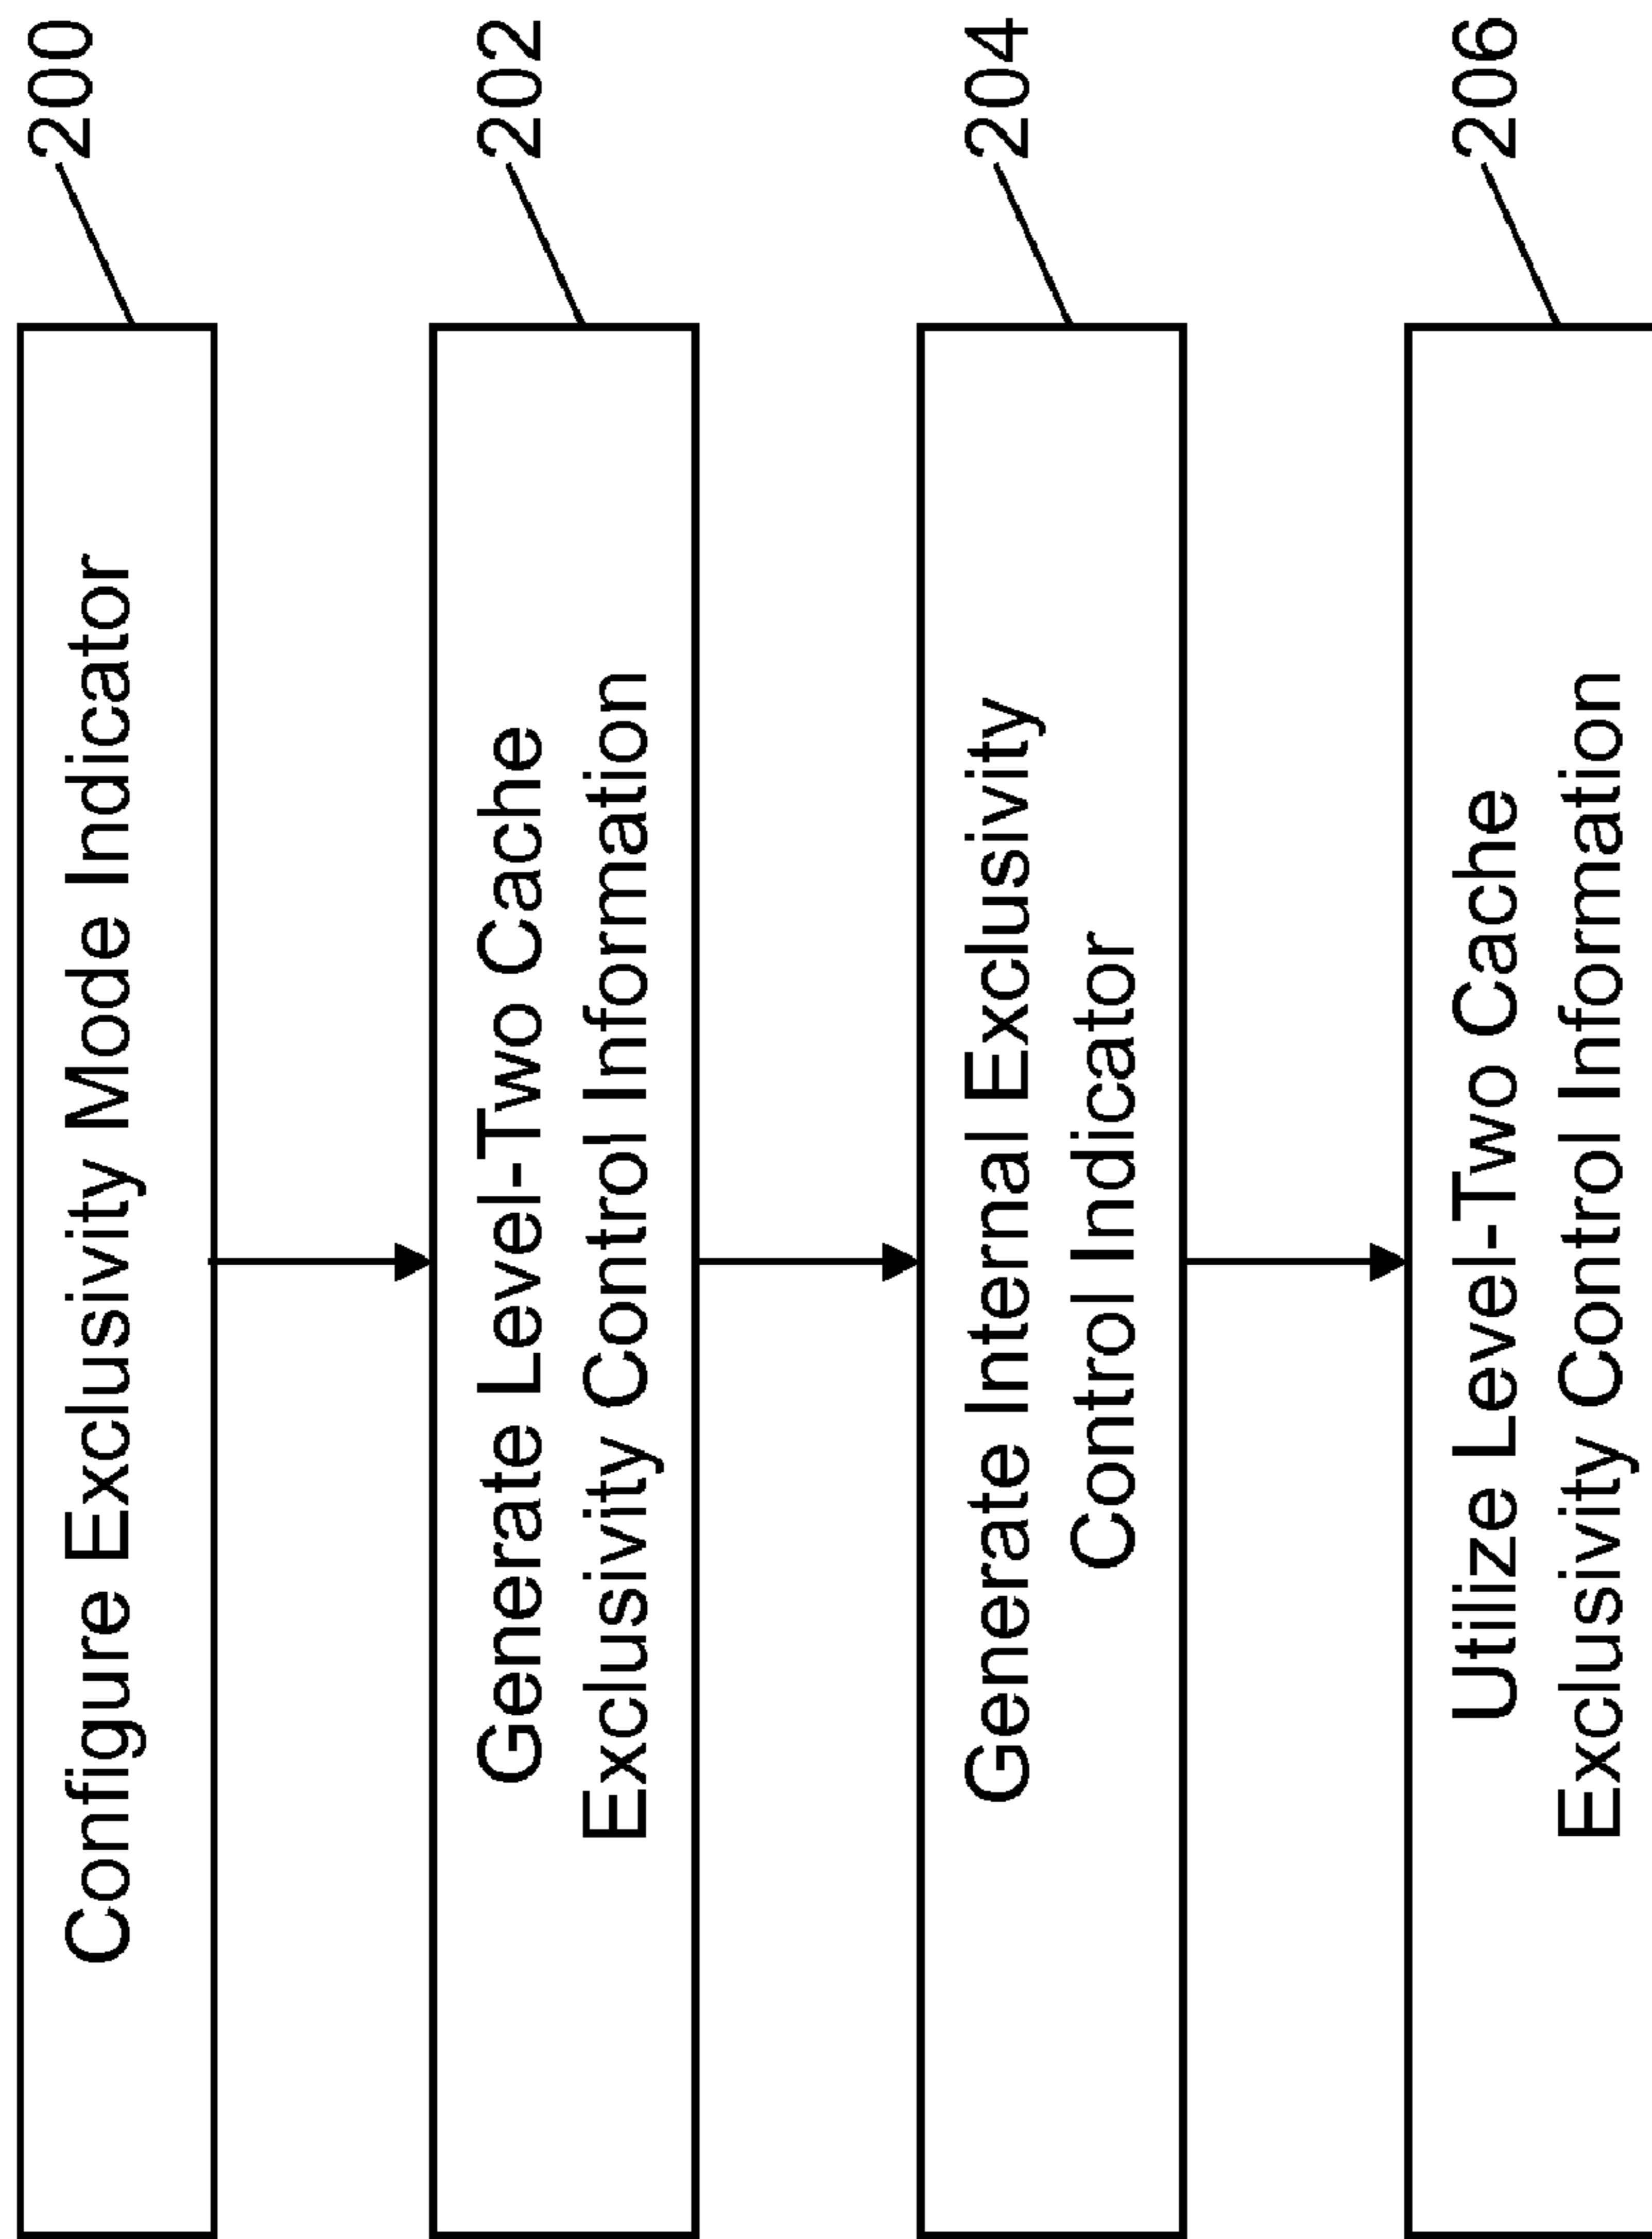 Configure Exclusivity Mode Indicator
200
Generate Level-Two Cache
Exclusivity Control Information
202
Generate Internal Exclusivity
Control Indicator
204
Utilize Level-Two Cache
Exclusivity Control Information
206